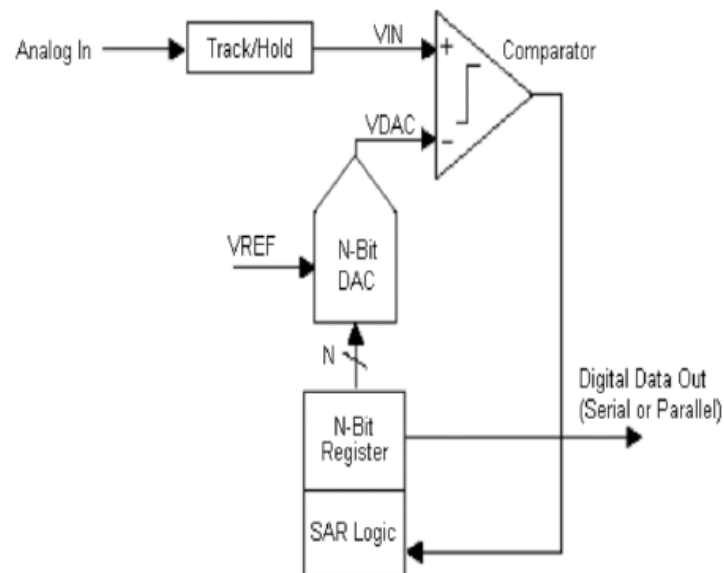 Analog In
Track/Hold
VIN
+
Comparator
VDAC
−
VREF
N-Bit
DAC
N
Digital Data Out
(Serial or Parallel)
N-Bit
Register
SAR Logic